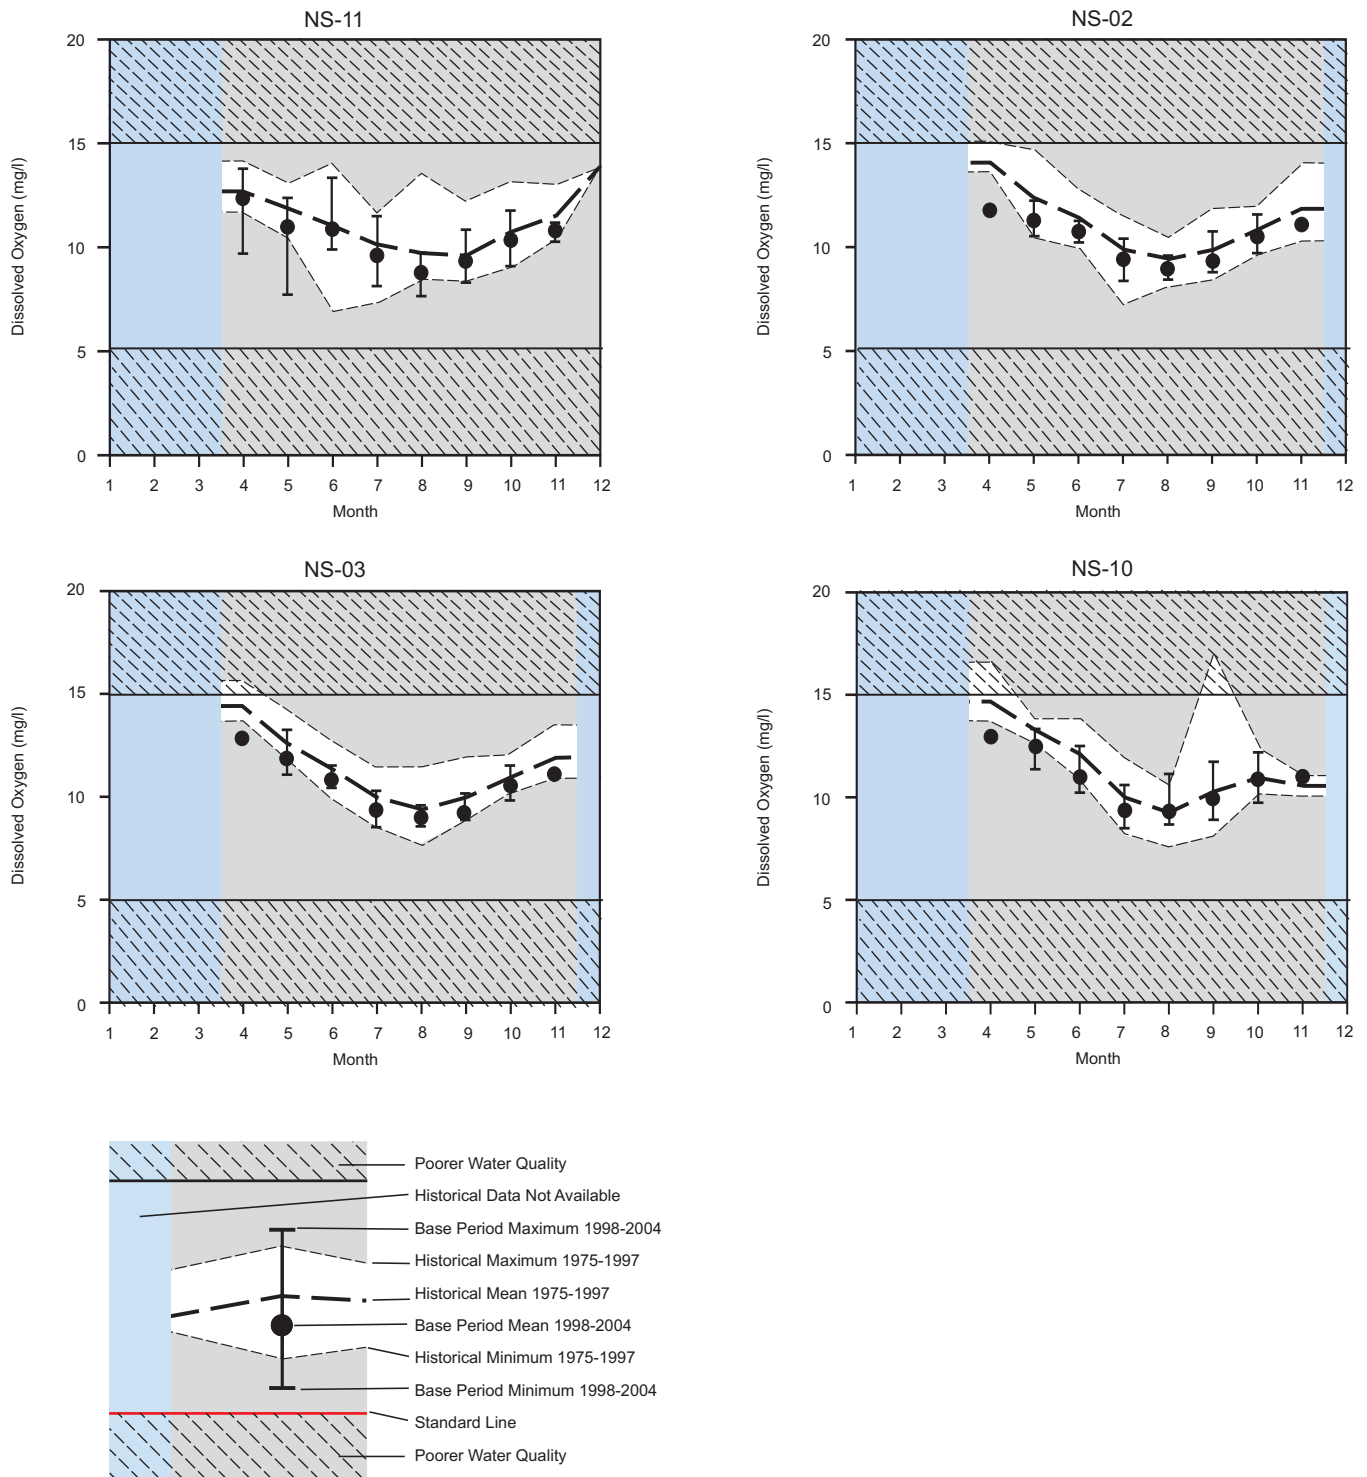 NS-11
20
15
10
5
0
Dissolved Oxygen (mg/l)
1 2 3 4 5 6 7 8 9 10 11 12
Month
NS-02
20
15
10
5
0
Dissolved Oxygen (mg/l)
1 2 3 4 5 6 7 8 9 10 11 12
Month
NS-03
20
15
10
5
0
Dissolved Oxygen (mg/l)
1 2 3 4 5 6 7 8 9 10 11 12
Month
NS-10
20
15
10
5
0
Dissolved Oxygen (mg/l)
1 2 3 4 5 6 7 8 9 10 11 12
Month
Poorer Water Quality
Historical Data Not Available
Base Period Maximum 1998-2004
Historical Maximum 1975-1997
Historical Mean 1975-1997
Base Period Mean 1998-2004
Historical Minimum 1975-1997
Base Period Minimum 1998-2004
Standard Line
Poorer Water Quality